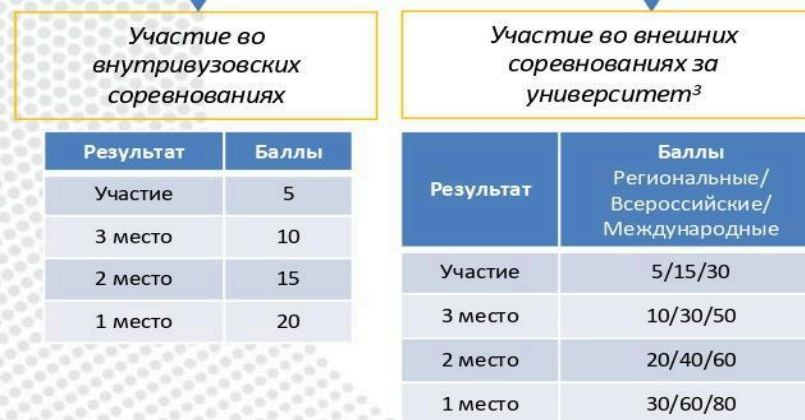 Участие во
внутривузовских
соревнованиях
Результат Баллы
Участие 5
3 место 10
2 место 15
1 место 20
Участие во внешних
соревнованиях за
университет³
Результат Баллы
Региональные/
Всероссийские/
Международные
Участие 5/15/30
3 место 10/30/50
2 место 20/40/60
1 место 30/60/80